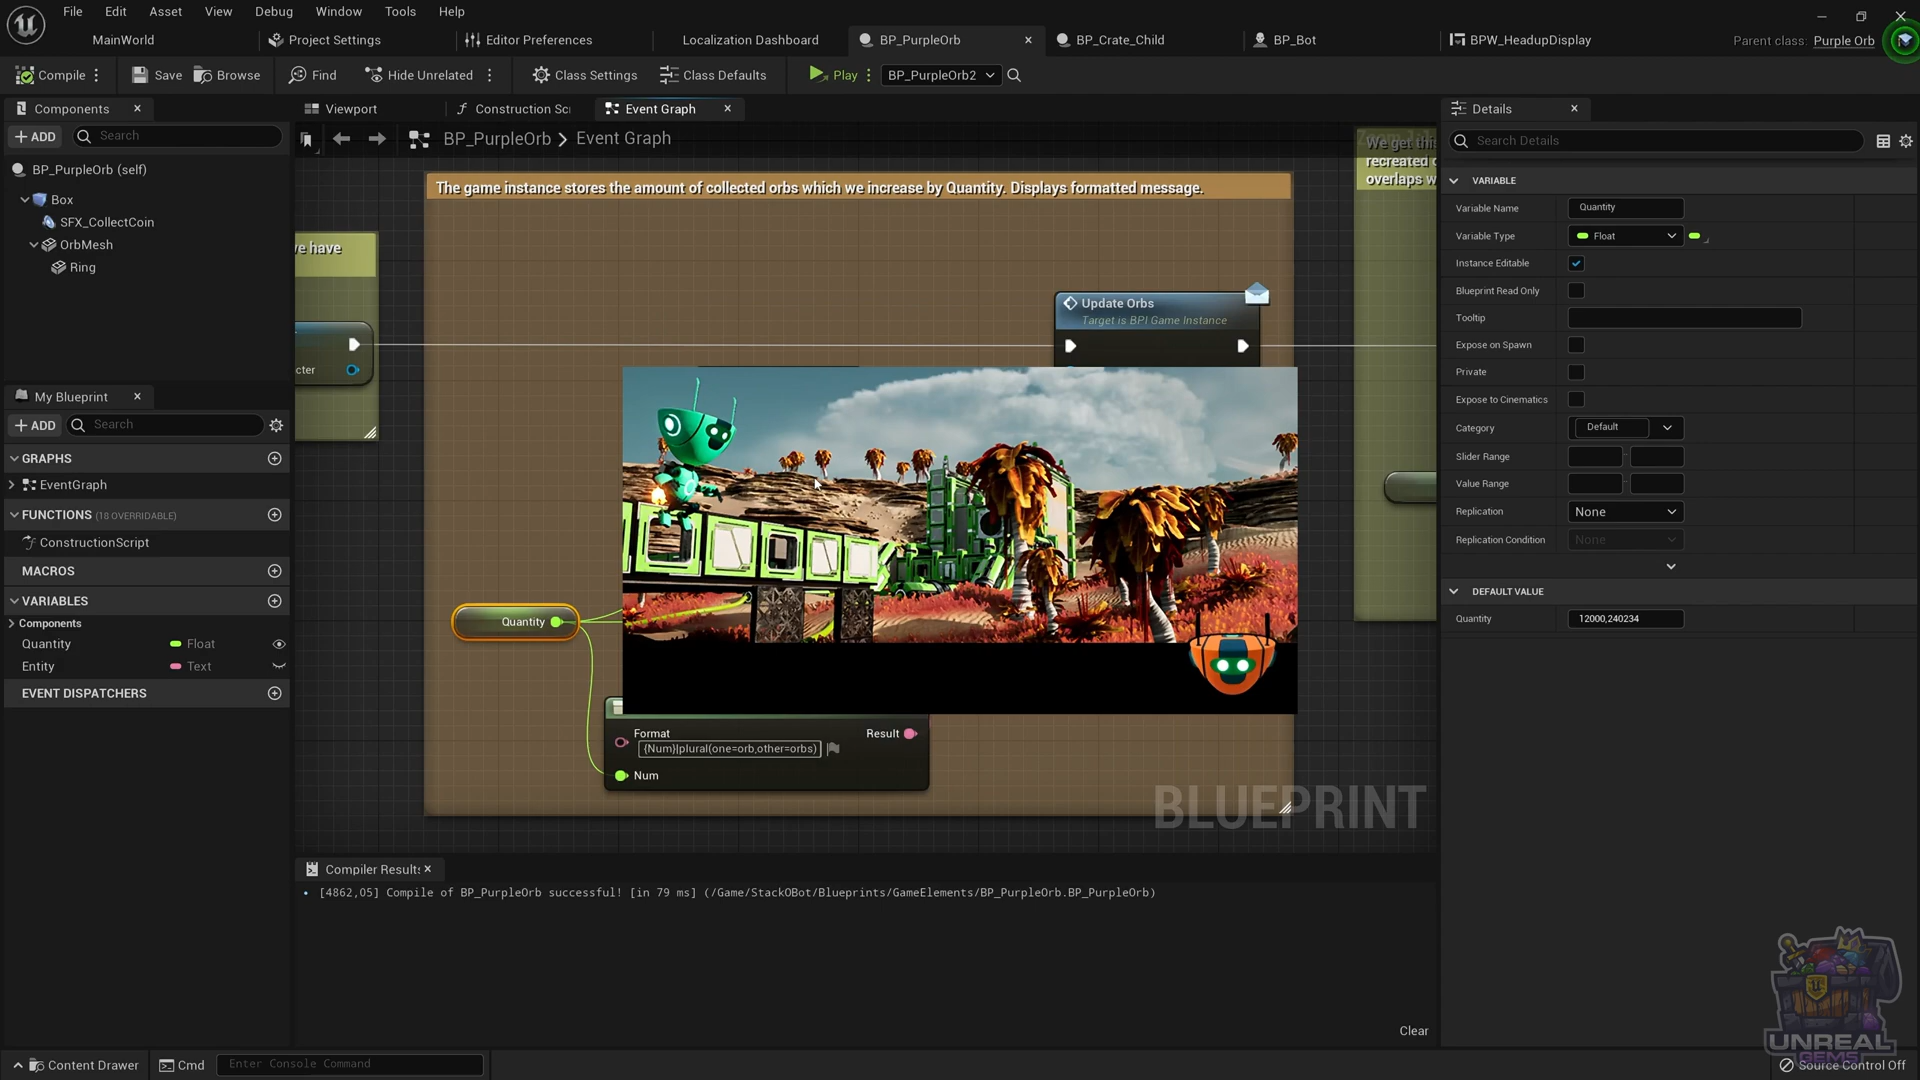 File Edit Asset View Debug Window Tools Help
MainWorld Project Settings Editor Preferences Localization Dashboard BP_PurpleOrb BP_Crate_Child BP_Bot BPW_HeadupDisplay Parent class: Purple Orb
Compile Save Browse Find Hide Unrelated Class Settings Class Defaults Play BP_PurpleOrb2
Components
ADD Search
BP_PurpleOrb (self)
Box
SFX_CollectCoin
OrbMesh
Ring
My Blueprint
ADD Search
GRAPHS
EventGraph
FUNCTIONS (18 OVERRIDABLE)
ConstructionScript
MACROS
VARIABLES
Components
Quantity Float
Entity Text
EVENT DISPATCHERS
Viewport Construction Scr Event Graph
BP_PurpleOrb > Event Graph
The game instance stores the amount of collected orbs which we increase by Quantity. Displays formatted message.
ve have
cter
We get this
recreated
overlaps w
Update Orbs
Target is BPI Game Instance
Quantity
Format Result
{Num}|plural(one=orb,other=orbs)
Num
BLUEPRINT
Compiler Results
[4862,05] Compile of BP_PurpleOrb successful! [in 79 ms] (/Game/StackOBot/Blueprints/GameElements/BP_PurpleOrb.BP_PurpleOrb)
Clear
Details
Search Details
VARIABLE
Variable Name Quantity
Variable Type Float
Instance Editable
Blueprint Read Only
Tooltip
Expose on Spawn
Private
Expose to Cinematics
Category Default
Slider Range
Value Range
Replication None
Replication Condition None
DEFAULT VALUE
Quantity 12000,240234
UNREAL
GEMS
Content Drawer Cmd Enter Console Command Source Control Off